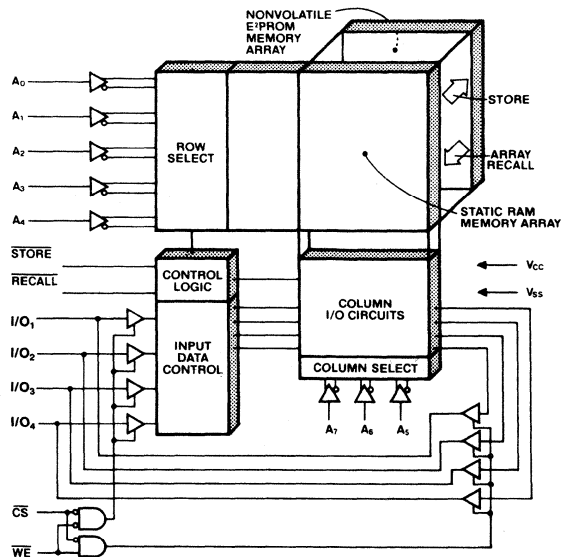 NONVOLATILE
E²PROM
MEMORY
ARRAY
A₀
A₁
A₂
A₃
A₄
ROW
SELECT
STORE
ARRAY
RECALL
STATIC RAM
MEMORY ARRAY
STORE
RECALL
CONTROL
LOGIC
COLUMN
I/O CIRCUITS
VCC
VSS
I/O₁
I/O₂
I/O₃
I/O₄
INPUT
DATA
CONTROL
COLUMN SELECT
A₇ A₆ A₅
CS
WE